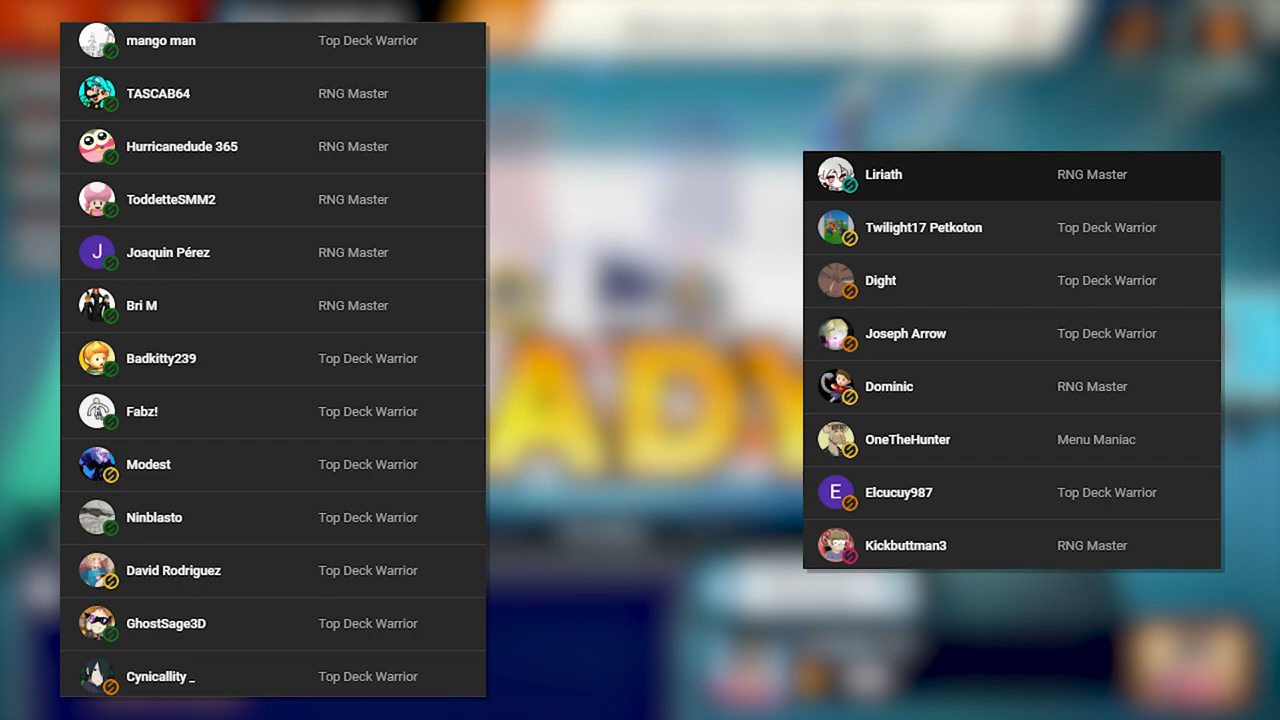 mango man Top Deck Warrior
TASCAB64 RNG Master
Hurricanedude 365 RNG Master
ToddetteSMM2 RNG Master
J Joaquin Pérez RNG Master
Bri M RNG Master
Badkitty239 Top Deck Warrior
Fabz! Top Deck Warrior
Modest Top Deck Warrior
Ninblasto Top Deck Warrior
David Rodriguez Top Deck Warrior
GhostSage3D Top Deck Warrior
Cynicallity _ Top Deck Warrior
Liriath RNG Master
Twilight17 Petkoton Top Deck Warrior
Dight Top Deck Warrior
Joseph Arrow Top Deck Warrior
Dominic RNG Master
OneTheHunter Menu Maniac
E Elcucuy987 Top Deck Warrior
Kickbuttman3 RNG Master
ADY